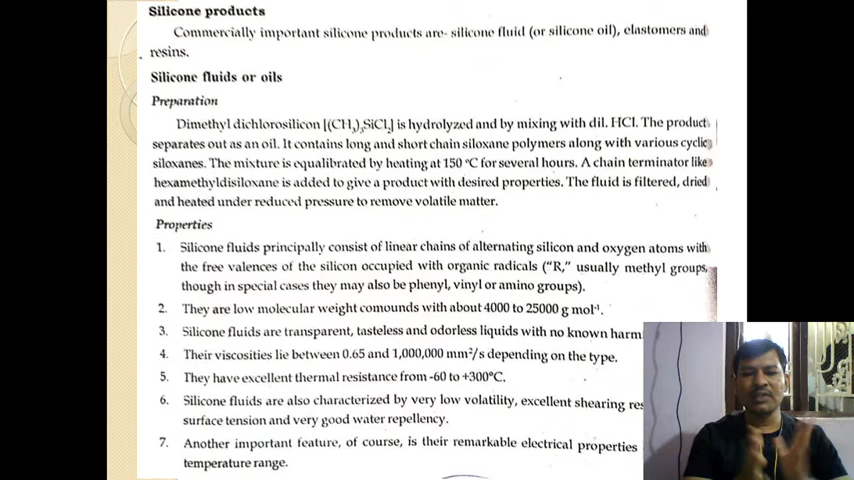 Silicone products
Commercially important silicone products are- silicone fluid (or silicone oil), elastomers and
resins.
Silicone fluids or oils
Preparation
Dimethyl dichlorosilicon [(CH₃)₂SiCl₂] is hydrolyzed and by mixing with dil. HCl. The product
separates out as an oil. It contains long and short chain siloxane polymers along with various cyclic
siloxanes. The mixture is equalibrated by heating at 150 °C for several hours. A chain terminator like
hexamethyldisiloxane is added to give a product with desired properties. The fluid is filtered, dried
and heated under reduced pressure to remove volatile matter.
Properties
1. Silicone fluids principally consist of linear chains of alternating silicon and oxygen atoms with
the free valences of the silicon occupied with organic radicals ("R," usually methyl groups,
though in special cases they may also be phenyl, vinyl or amino groups).
2. They are low molecular weight comounds with about 4000 to 25000 g mol⁻¹.
3. Silicone fluids are transparent, tasteless and odorless liquids with no known harm
4. Their viscosities lie between 0.65 and 1,000,000 mm²/s depending on the type.
5. They have excellent thermal resistance from -60 to +300°C.
6. Silicone fluids are also characterized by very low volatility, excellent shearing res
surface tension and very good water repellency.
7. Another important feature, of course, is their remarkable electrical properties
temperature range.